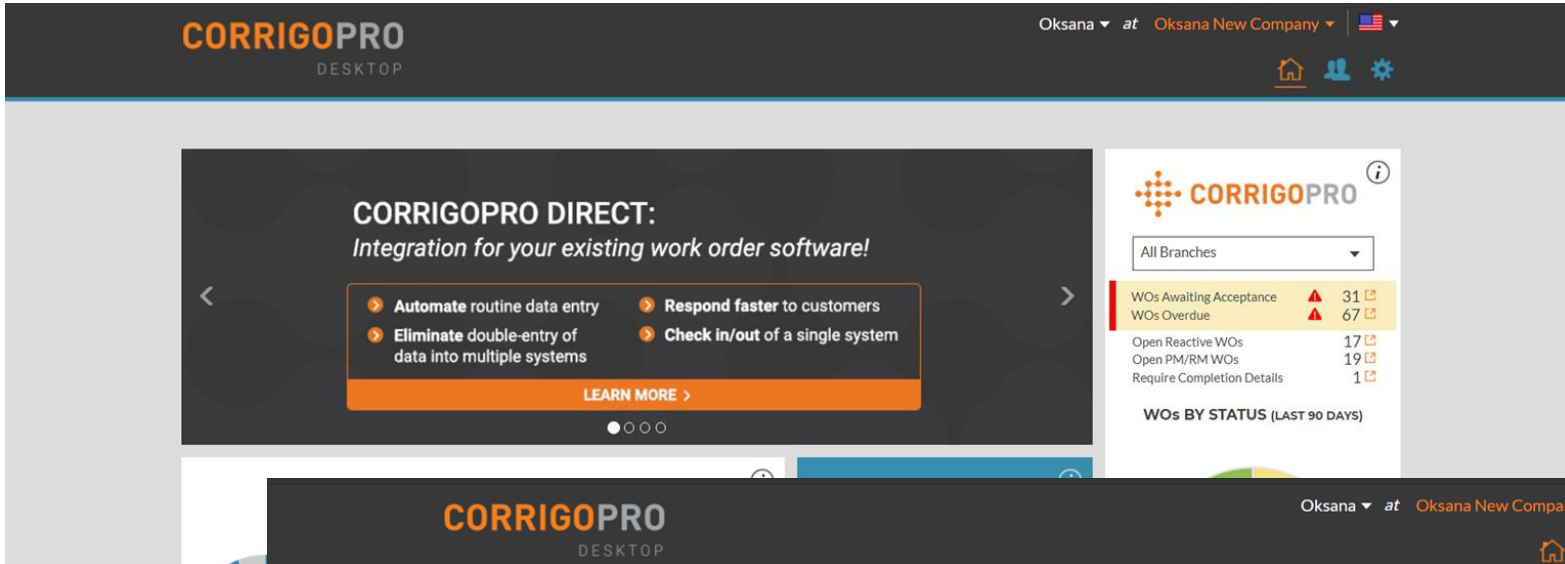 CORRIGOPRO
DESKTOP
Oksana at Oksana New Company
CORRIGOPRO DIRECT:
Integration for your existing work order software!
Automate routine data entry
Eliminate double-entry of
data into multiple systems
Respond faster to customers
Check in/out of a single system
LEARN MORE >
CORRIGOPRO
All Branches
WOs Awaiting Acceptance 31
WOs Overdue 67
Open Reactive WOs 17
Open PM/RM WOs 19
Require Completion Details 1
WOs BY STATUS (LAST 90 DAYS)
CORRIGOPRO
DESKTOP
Oksana at Oksana New Compa